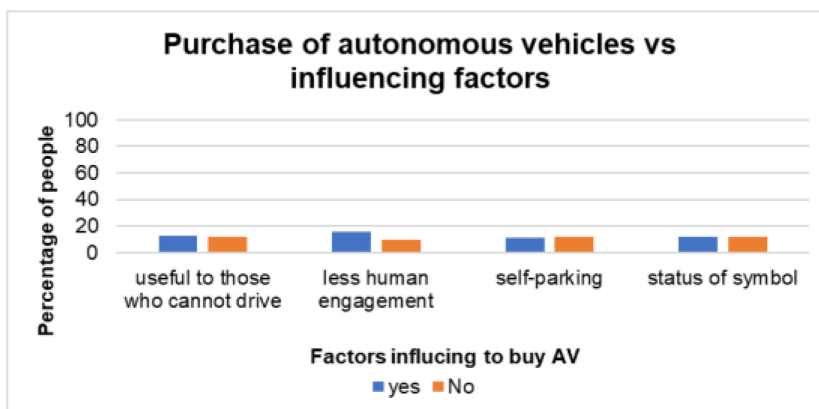 Purchase of autonomous vehicles vs
influencing factors
Percentage of people
100
80
60
40
20
0
useful to those
who cannot drive
less human
engagement
self-parking
status of symbol
Factors influcing to buy AV
yes No